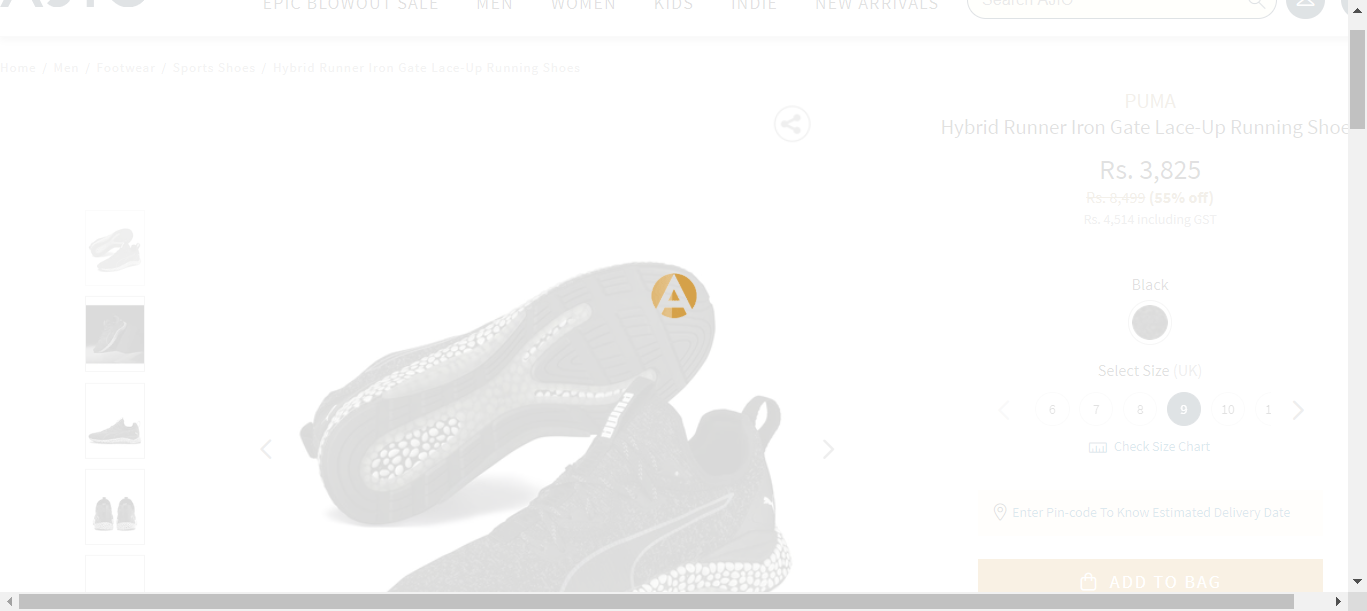 AJIO
EPIC BLOWOUT SALE MEN WOMEN KIDS INDIE NEW ARRIVALS Search AJIO
Home / Men / Footwear / Sports Shoes / Hybrid Runner Iron Gate Lace-Up Running Shoes
PUMA
Hybrid Runner Iron Gate Lace-Up Running Shoe
Rs. 3,825
Rs. 8,499 (55% off)
Rs. 4,514 including GST
A
Black
Select Size (UK)
6 7 8 9 10 1
Check Size Chart
Enter Pin-code To Know Estimated Delivery Date
ADD TO BAG